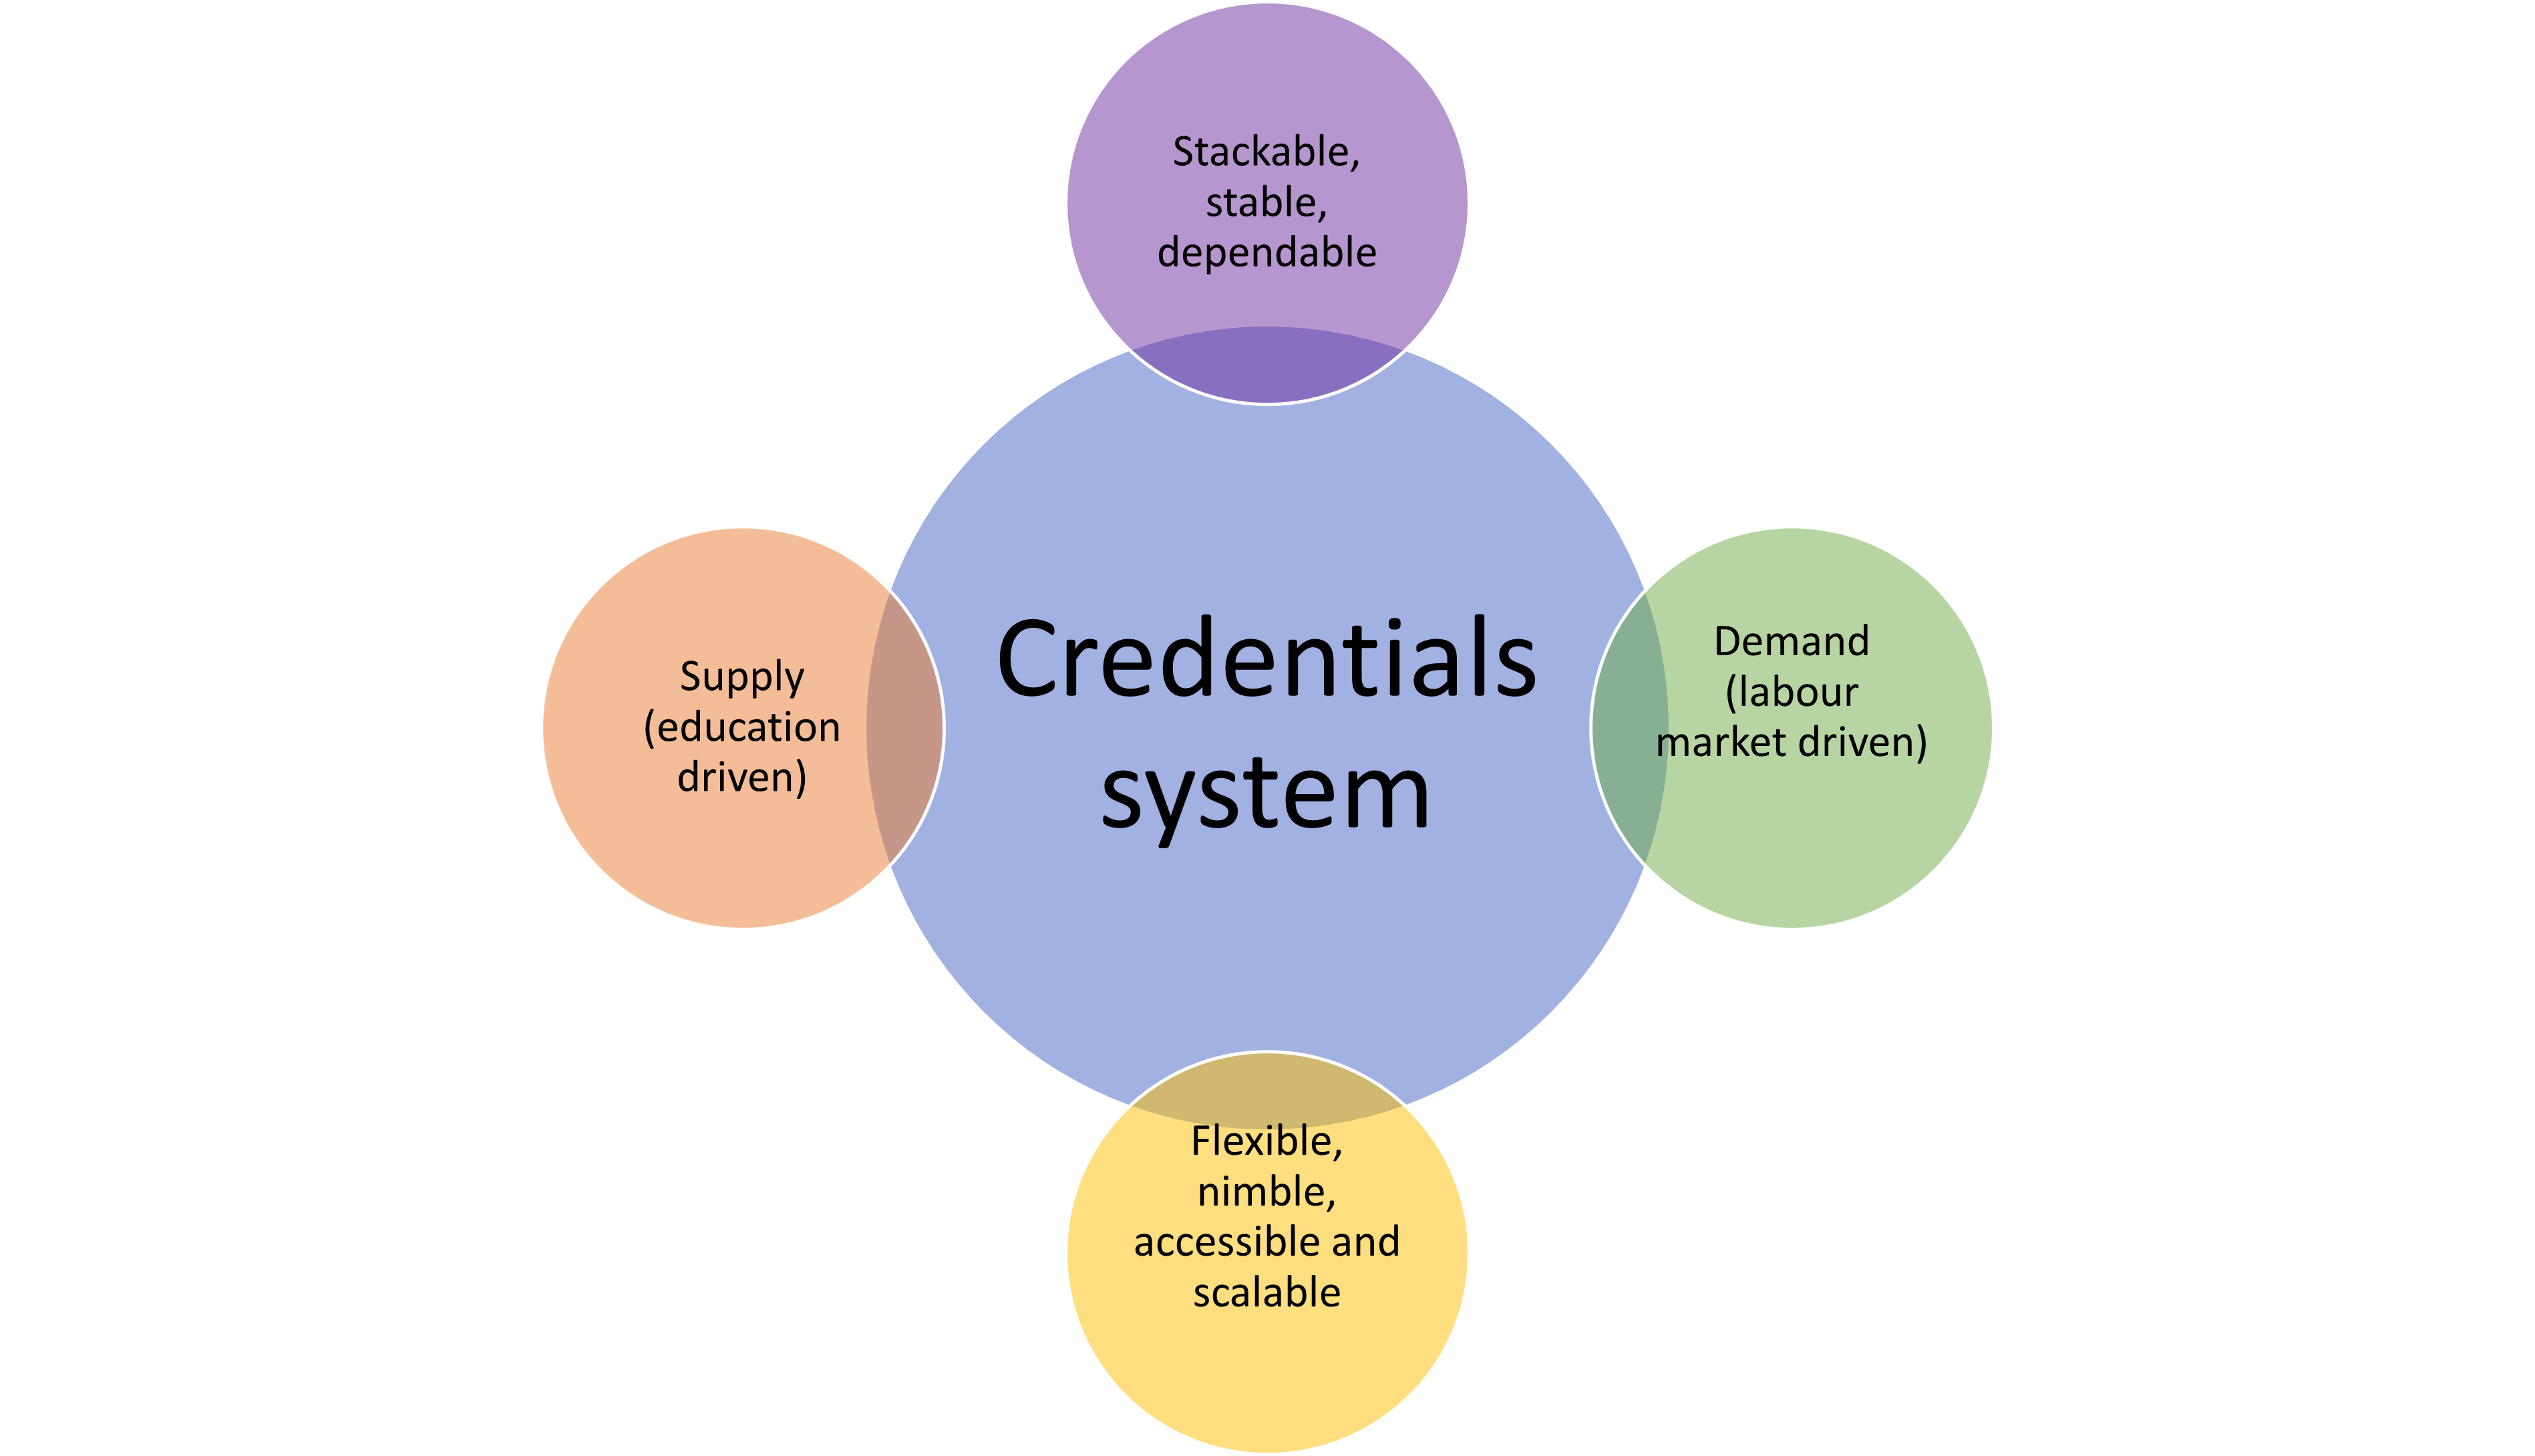 Stackable,
stable,
dependable
Supply
(education
driven)
Credentials
system
Demand
(labour
market driven)
Flexible,
nimble,
accessible and
scalable